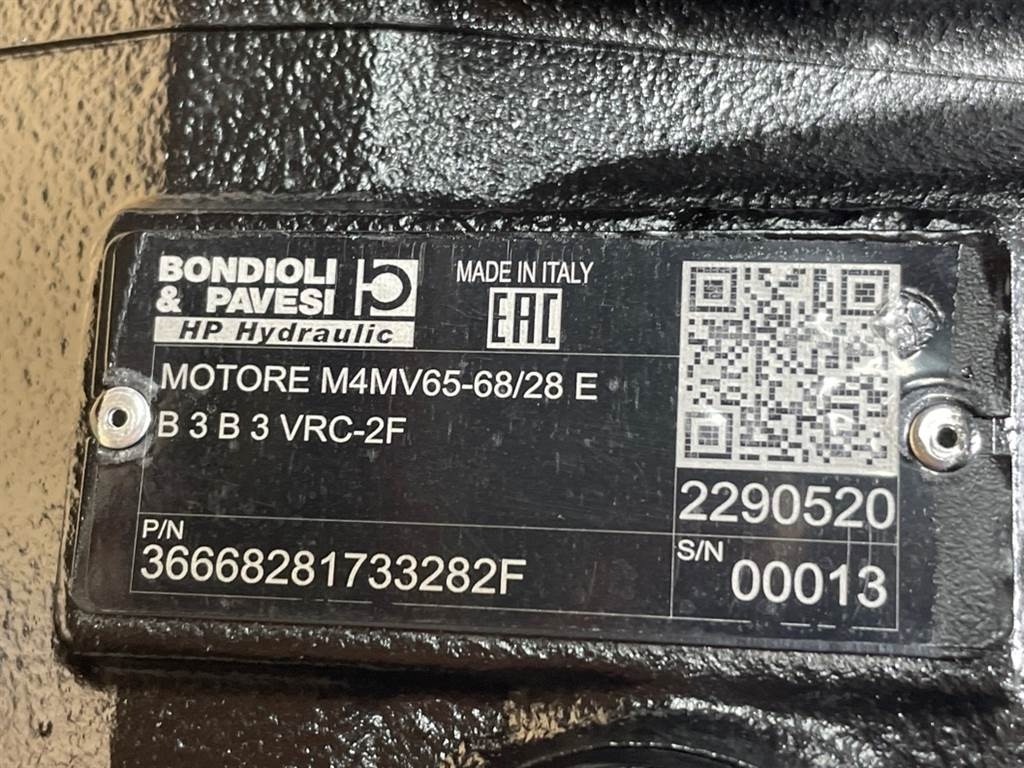 BONDIOLI
& PAVESI
HP Hydraulic
MADE IN ITALY
EAC
MOTORE M4MV65-68/28 E
B 3 B 3 VRC-2F
2290520
P/N
36668281733282F
S/N
00013